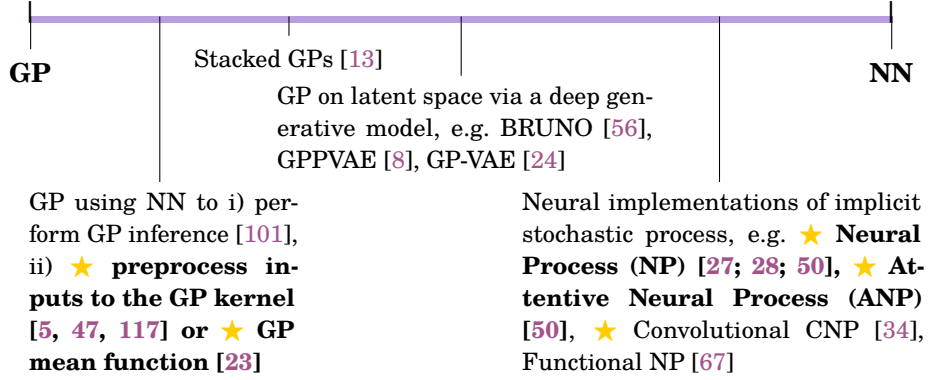 GP
NN
Stacked GPs [13]
GP on latent space via a deep gen-
erative model, e.g. BRUNO [56],
GPPVAE [8], GP-VAE [24]
GP using NN to i) per-
form GP inference [101],
ii) ★ preprocess in-
puts to the GP kernel
[5, 47, 117] or ★ GP
mean function [23]
Neural implementations of implicit
stochastic process, e.g. ★ Neural
Process (NP) [27; 28; 50], ★ At-
tentive Neural Process (ANP)
[50], ★ Convolutional CNP [34],
Functional NP [67]